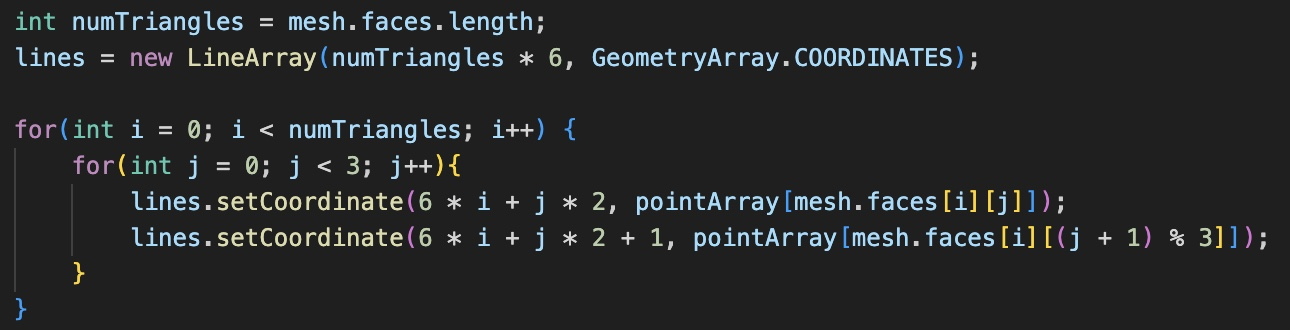 int numTriangles = mesh.faces.length;
lines = new LineArray(numTriangles * 6, GeometryArray.COORDINATES);

for(int i = 0; i < numTriangles; i++) {
    for(int j = 0; j < 3; j++){
        lines.setCoordinate(6 * i + j * 2, pointArray[mesh.faces[i][j]]);
        lines.setCoordinate(6 * i + j * 2 + 1, pointArray[mesh.faces[i][(j + 1) % 3]]);
    }
}